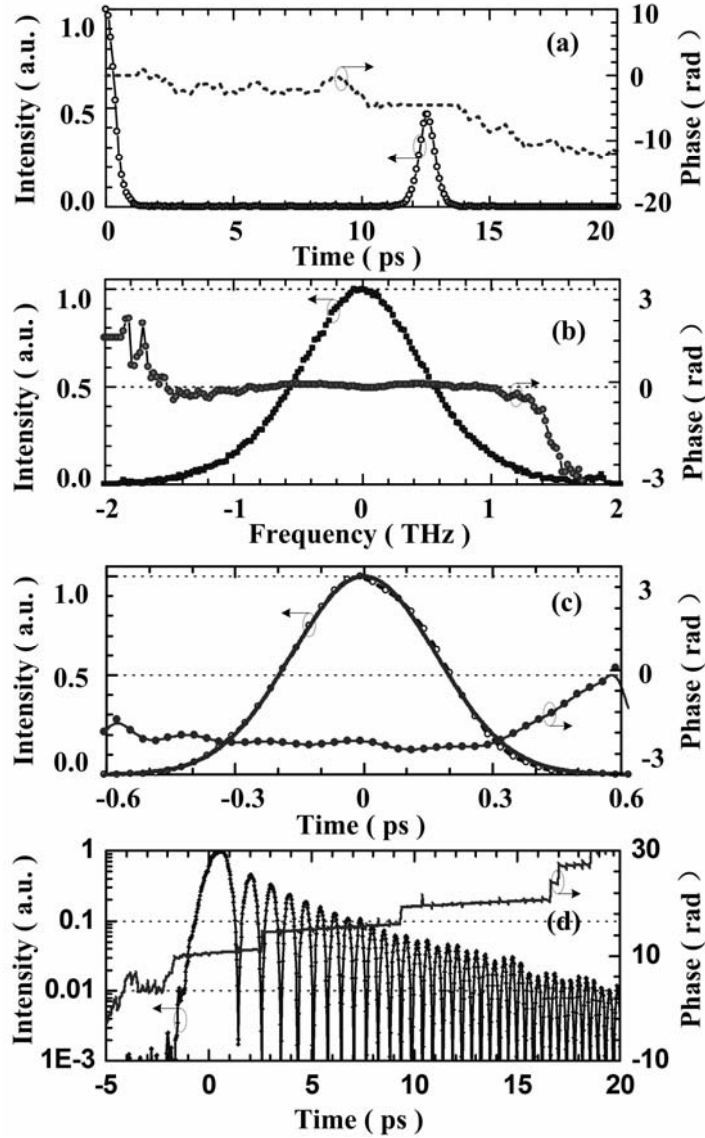 1.0
0.5
0.0
Intensity ( a.u.)
(a)
10
0
-10
-20
Phase ( rad )
0
5
10
15
20
Time ( ps )
1.0
0.5
0.0
Intensity ( a.u.)
(b)
3
0
-3
Phase ( rad )
-2
-1
0
1
2
Frequency ( THz )
1.0
0.5
0.0
Intensity ( a.u.)
(c)
3
0
-3
Phase ( rad )
-0.6
-0.3
0
0.3
0.6
Time ( ps )
1
0.1
0.01
1E-3
Intensity ( a.u.)
(d)
30
20
10
0
-10
Phase ( rad )
-5
0
5
10
15
20
Time ( ps )